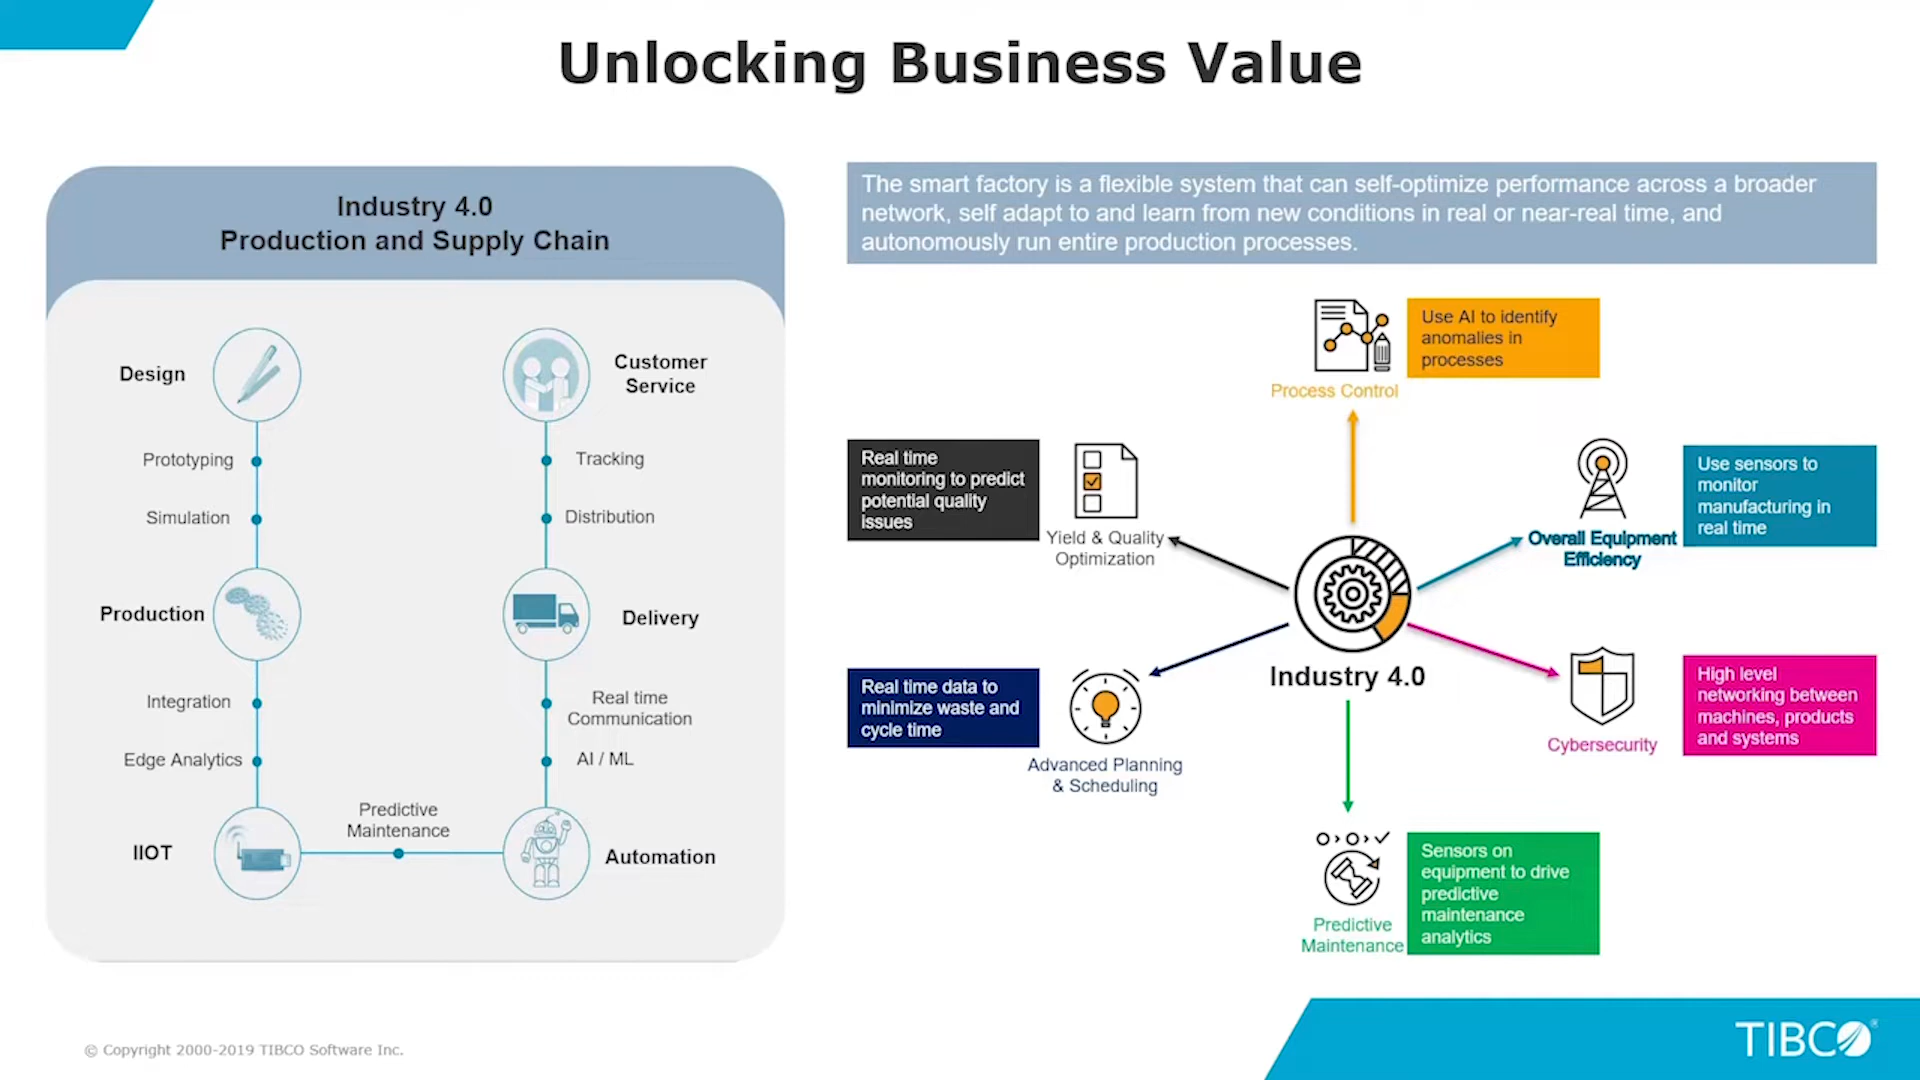 Unlocking Business Value
Industry 4.0
Production and Supply Chain
Design
Prototyping
Simulation
Production
Integration
Edge Analytics
IIOT
Predictive
Maintenance
Customer
Service
Tracking
Distribution
Delivery
Real time
Communication
AI / ML
Automation
The smart factory is a flexible system that can self-optimize performance across a broader
network, self adapt to and learn from new conditions in real or near-real time, and
autonomously run entire production processes.
Process Control
Use AI to identify
anomalies in
processes
Real time
monitoring to predict
potential quality
issues
Yield & Quality
Optimization
Overall Equipment
Efficiency
Use sensors to
monitor
manufacturing in
real time
Industry 4.0
Real time data to
minimize waste and
cycle time
Advanced Planning
& Scheduling
Cybersecurity
High level
networking between
machines, products
and systems
Predictive
Maintenance
Sensors on
equipment to drive
predictive
maintenance
analytics
© Copyright 2000-2019 TIBCO Software Inc.
TIBCO®